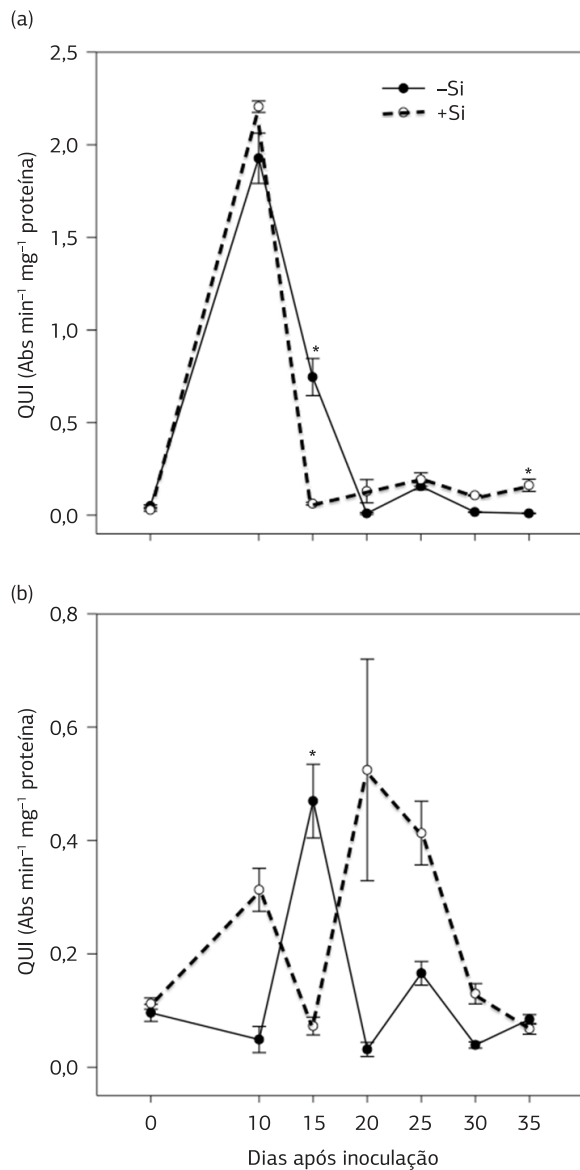 (a)
2,5
2,0
1,5
1,0
0,5
0,0
QUI (Abs min⁻¹ mg⁻¹ proteína)
–Si
+Si
*
*
(b)
0,8
0,6
0,4
0,2
0,0
QUI (Abs min⁻¹ mg⁻¹ proteína)
*
0 10 15 20 25 30 35
Dias após inoculação